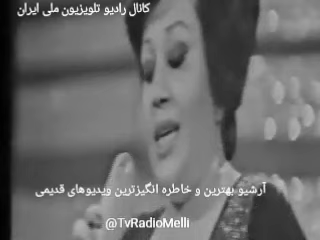 کانال رادیو تلویزیون ملی ایران
آرشیو بهترین و خاطره انگیزترین ویدیوهای قدیمی
@TvRadioMelli